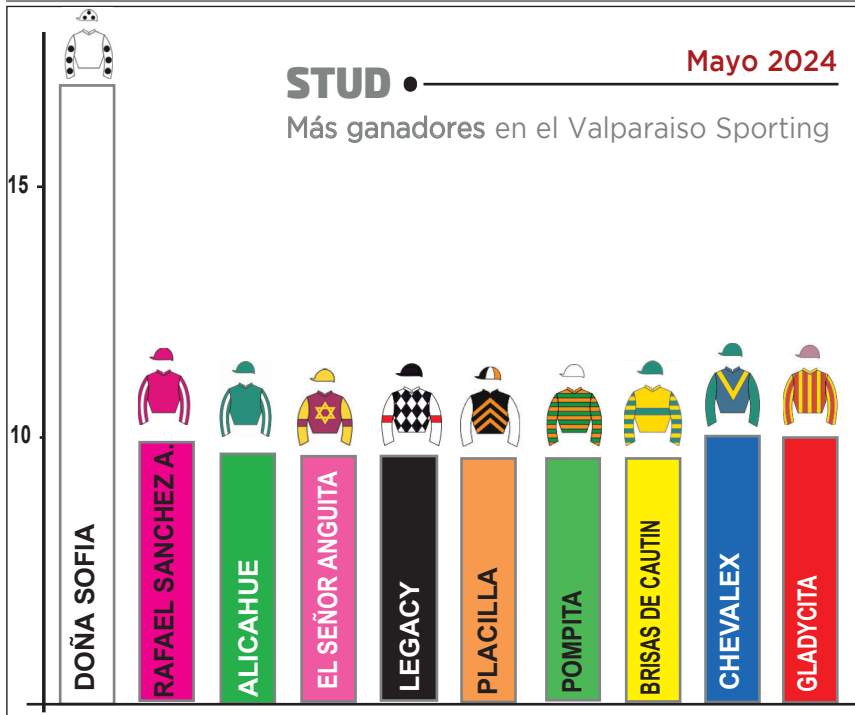 STUD
Mayo 2024
Más ganadores en el Valparaiso Sporting
15
10
DOÑA SOFIA
RAFAEL SANCHEZ A.
ALICAHUE
EL SEÑOR ANGUITA
LEGACY
PLACILLA
POMPITA
BRISAS DE CAUTIN
CHEVALEX
GLADYCITA